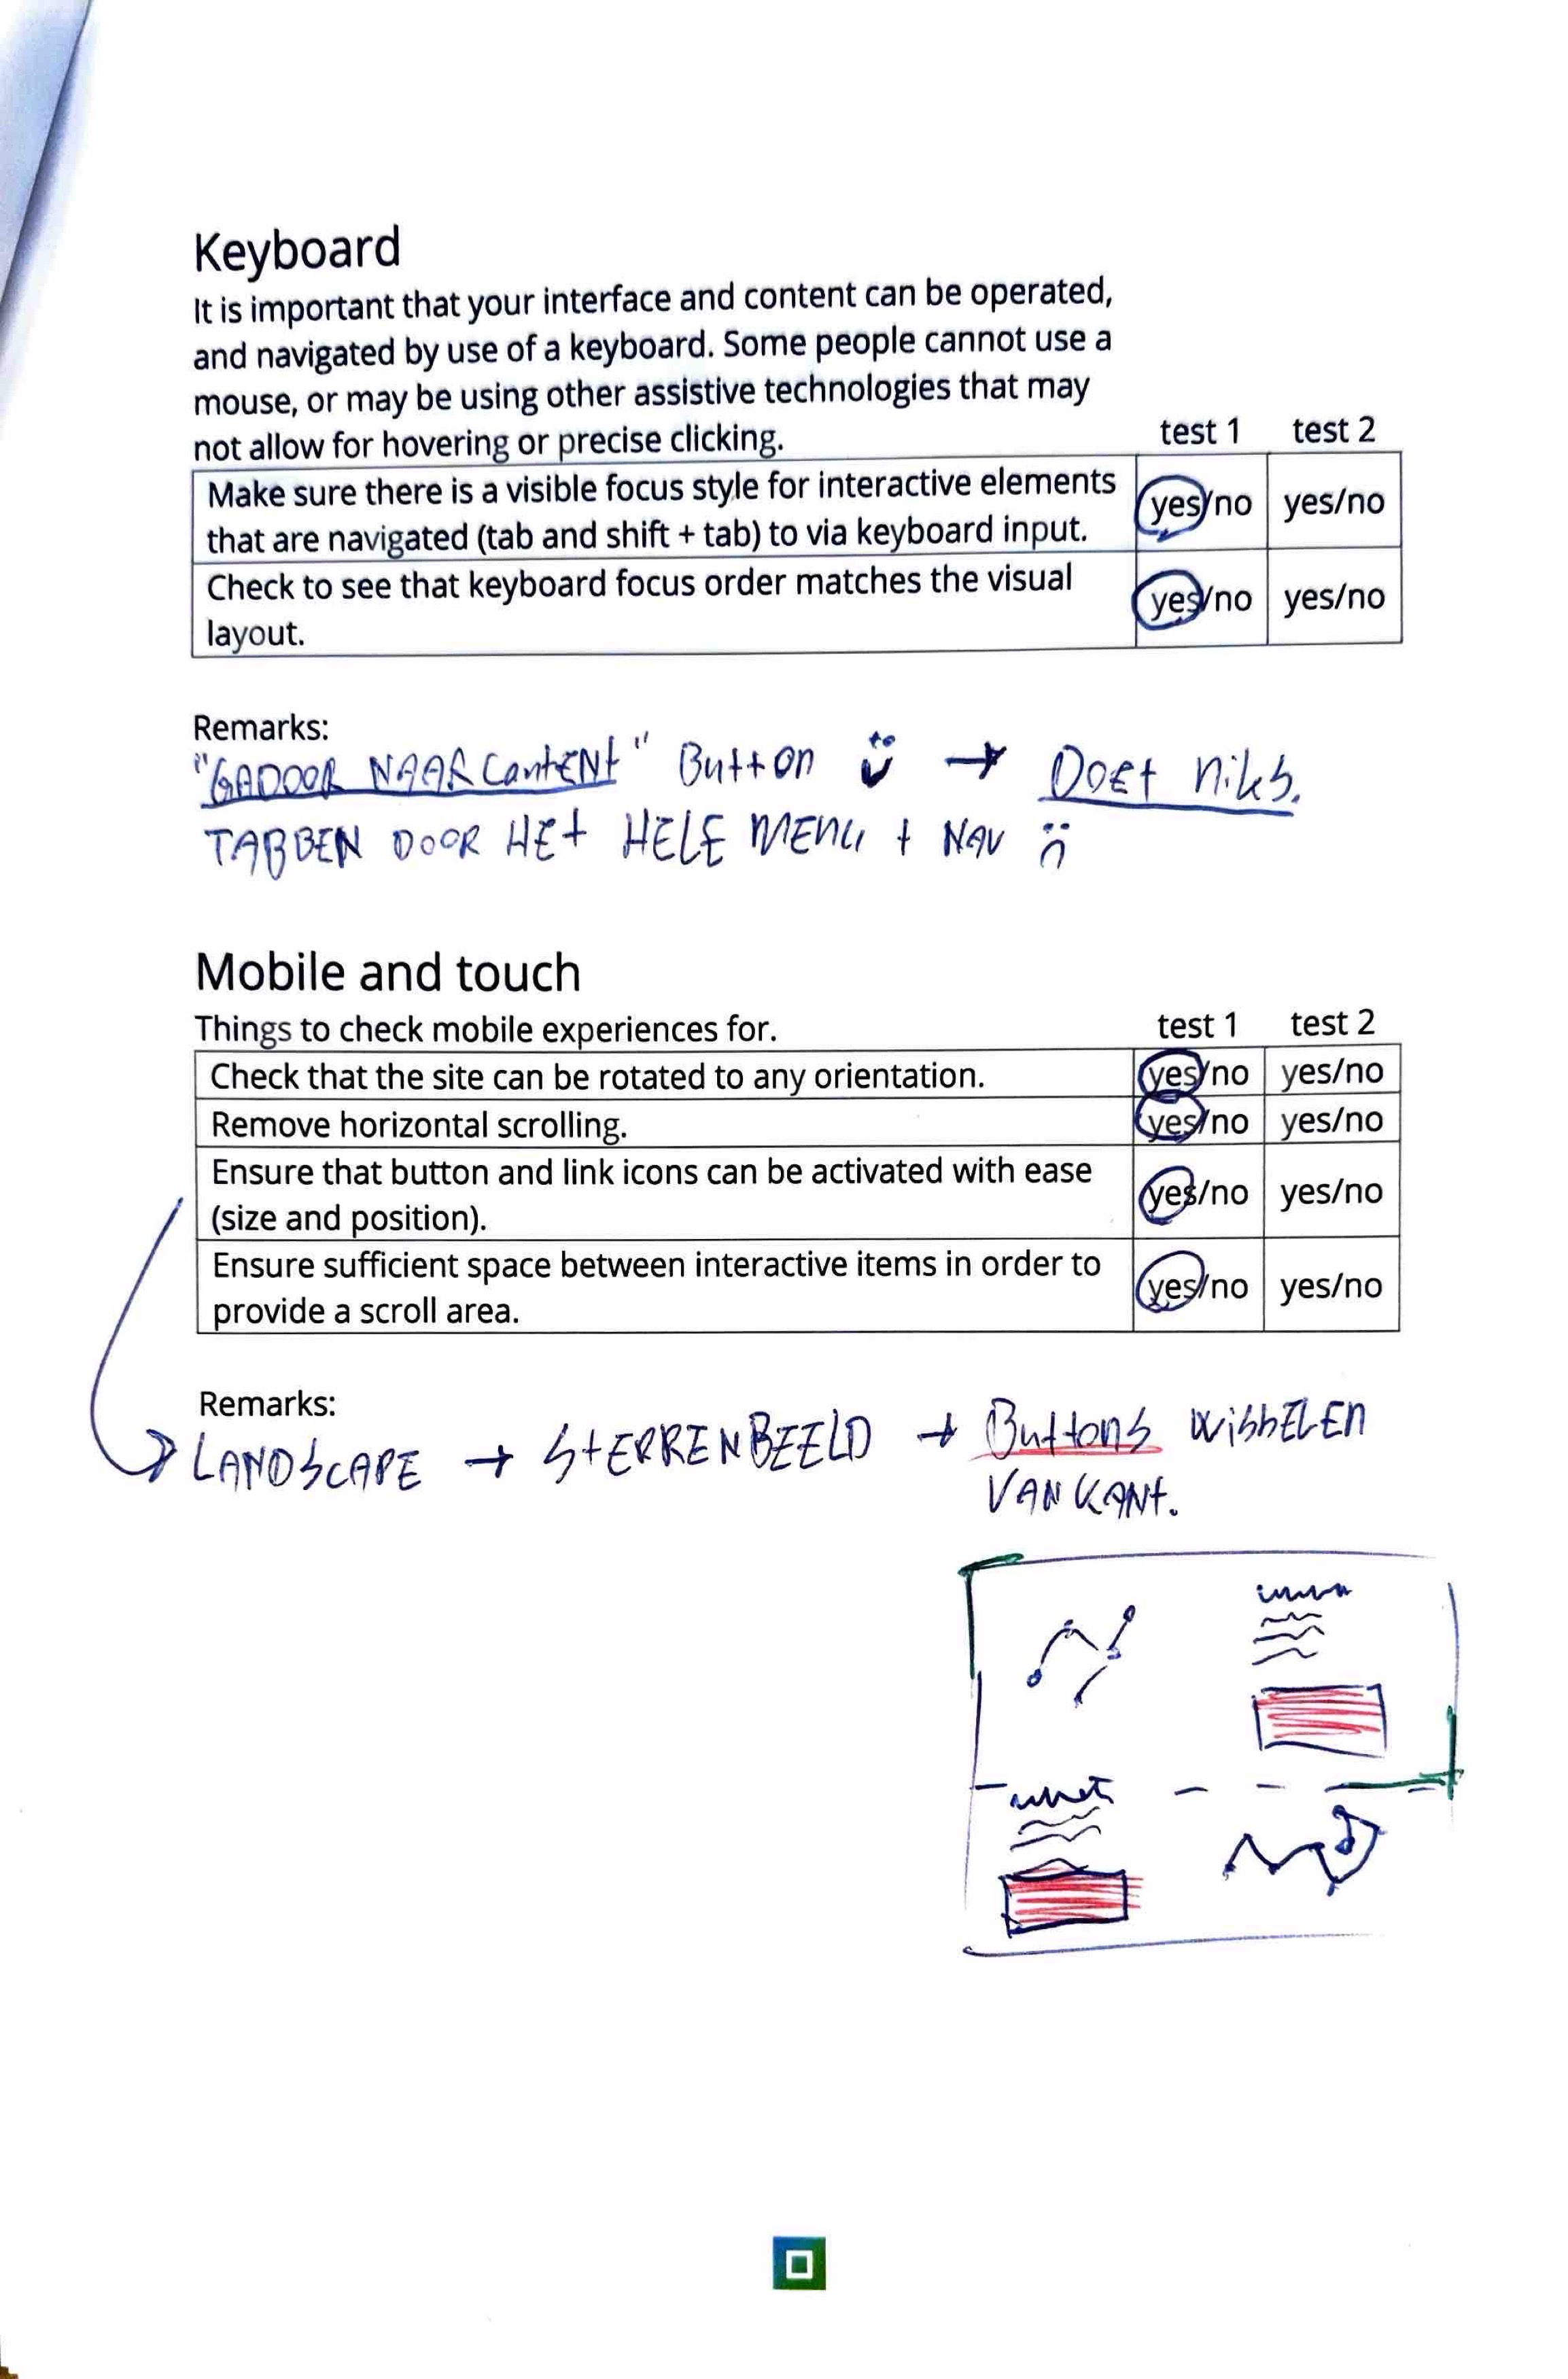 Keyboard
It is important that your interface and content can be operated,
and navigated by use of a keyboard. Some people cannot use a
mouse, or may be using other assistive technologies that may
not allow for hovering or precise clicking.
test 1 test 2
Make sure there is a visible focus style for interactive elements
that are navigated (tab and shift + tab) to via keyboard input.
yes/no yes/no
Check to see that keyboard focus order matches the visual
layout.
yes/no yes/no
Remarks:
"GA DOOR NAAR CONTENT" Button → DOET Niks.
TABBEN DOOR HET HELE MENU + NAV
Mobile and touch
Things to check mobile experiences for.
test 1 test 2
Check that the site can be rotated to any orientation. yes/no yes/no
Remove horizontal scrolling. yes/no yes/no
Ensure that button and link icons can be activated with ease
(size and position).
yes/no yes/no
Ensure sufficient space between interactive items in order to
provide a scroll area.
yes/no yes/no
Remarks:
LANDSCAPE → STERRENBEELD → Buttons WissELEN
VAN KANT.